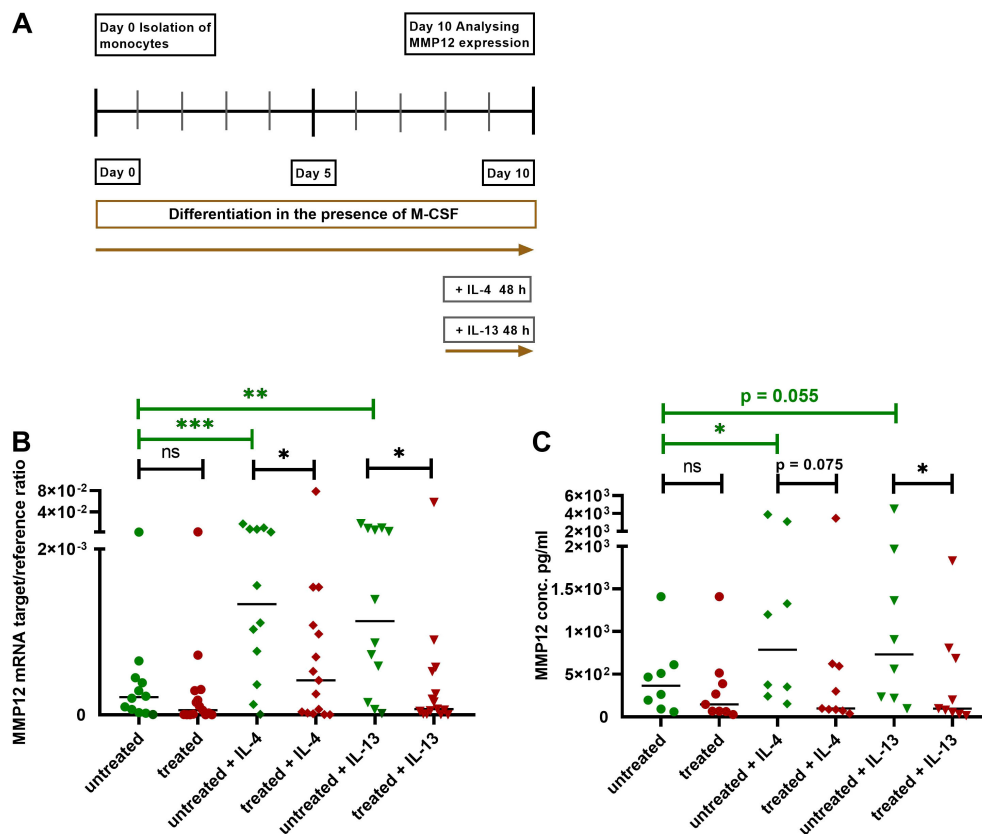 A
Day 0 Isolation of
monocytes
Day 10 Analysing
MMP12 expression
Day 0
Day 5
Day 10
Differentiation in the presence of M-CSF
+ IL-4 48 h
+ IL-13 48 h
B
**
***
ns
*
*
MMP12 mRNA target/reference ratio
8×10⁻²
4×10⁻²
2×10⁻³
0
untreated
treated
untreated + IL-4
treated + IL-4
untreated + IL-13
treated + IL-13
C
p = 0.055
*
ns
p = 0.075
*
MMP12 conc. pg/ml
6×10³
4×10³
2×10³
2×10³
1.5×10³
1×10³
5×10²
0
untreated
treated
untreated + IL-4
treated + IL-4
untreated + IL-13
treated + IL-13